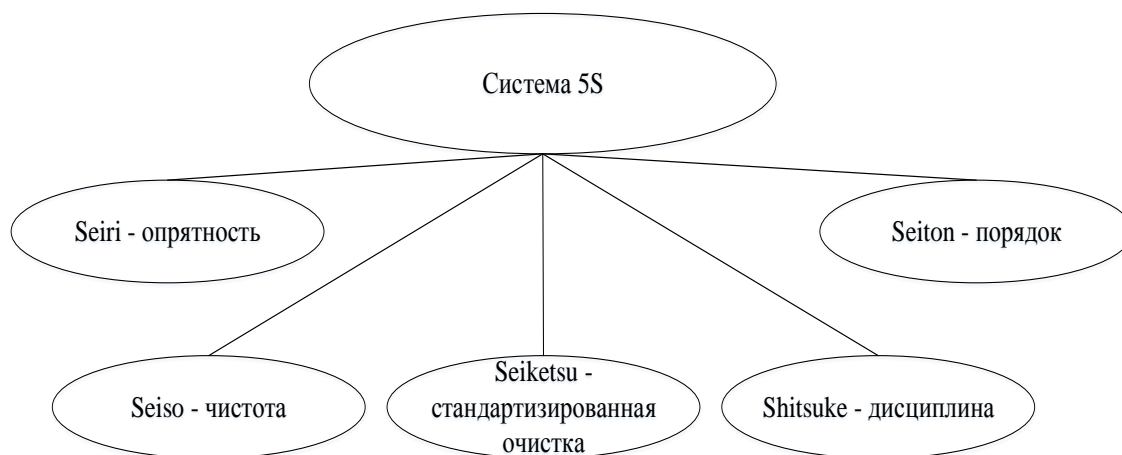 Система 5S
Seiri - опрятность
Seiton - порядок
Seiso - чистота
Seiketsu -
стандартизированная
очистка
Shitsuke - дисциплина